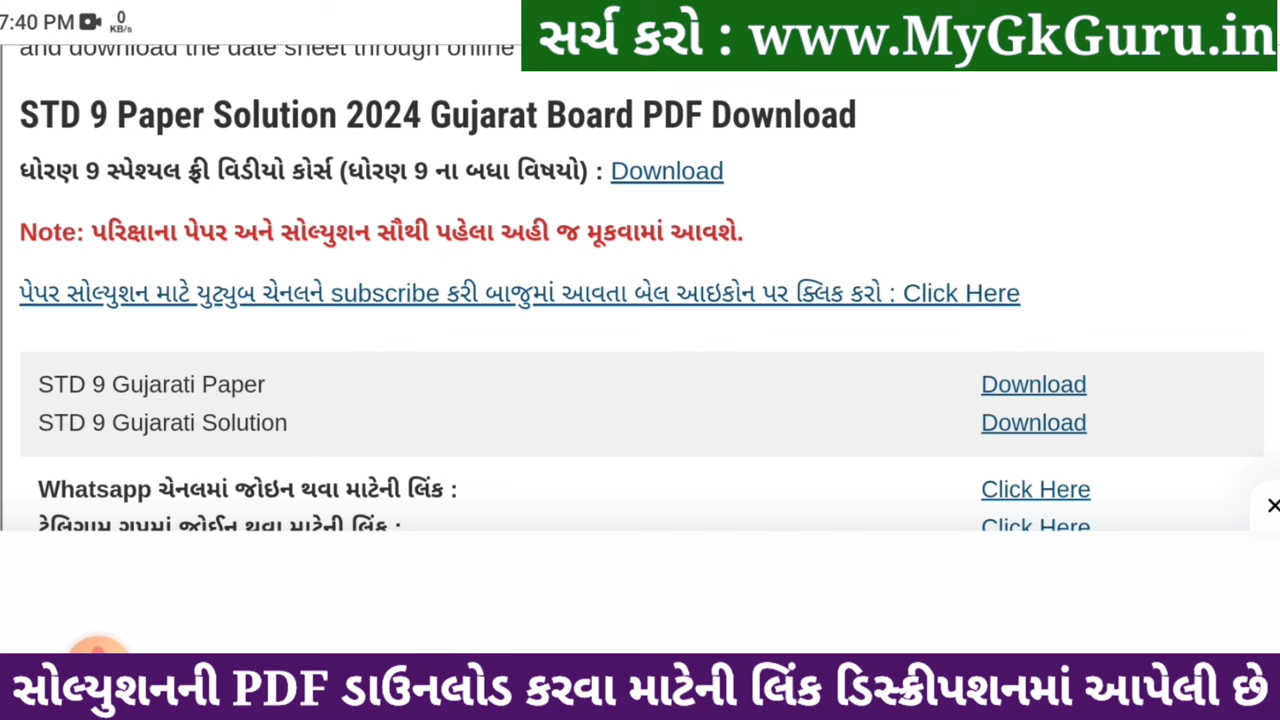 7:40 PM 0 KB/s
સર્ચ કરો : www.MyGkGuru.in
and download the date sheet through online
STD 9 Paper Solution 2024 Gujarat Board PDF Download
ધોરણ 9 સ્પેશ્યલ ફ્રી વિડીયો કોર્સ (ધોરણ 9 ના બધા વિષયો) : Download
Note: પરિક્ષાના પેપર અને સોલ્યુશન સૌથી પહેલા અહી જ મૂકવામાં આવશે.
પેપર સોલ્યુશન માટે યુટ્યુબ ચેનલને subscribe કરી બાજુમાં આવતા બેલ આઇકોન પર ક્લિક કરો : Click Here
STD 9 Gujarati Paper Download
STD 9 Gujarati Solution Download
Whatsapp ચેનલમાં જોઇન થવા માટેની લિંક : Click Here
ટેલિગ્રામ ગ્રુપમાં જોઈન થવા માટેની લિંક : Click Here
સોલ્યુશનની PDF ડાઉનલોડ કરવા માટેની લિંક ડિસ્ક્રીપશનમાં આપેલી છે